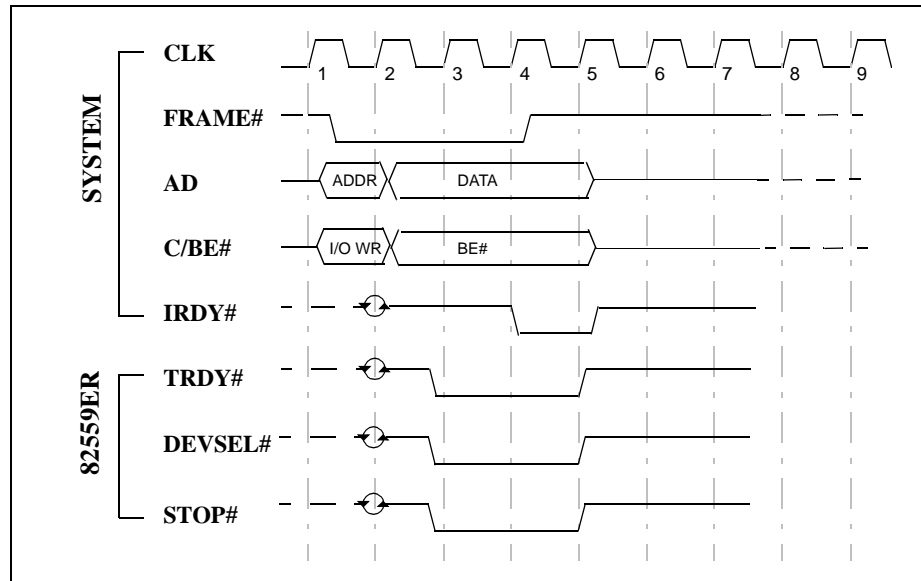 SYSTEM
CLK
1 2 3 4 5 6 7 8 9
FRAME#
AD
ADDR DATA
C/BE#
I/O WR BE#
IRDY#
82559ER
TRDY#
DEVSEL#
STOP#